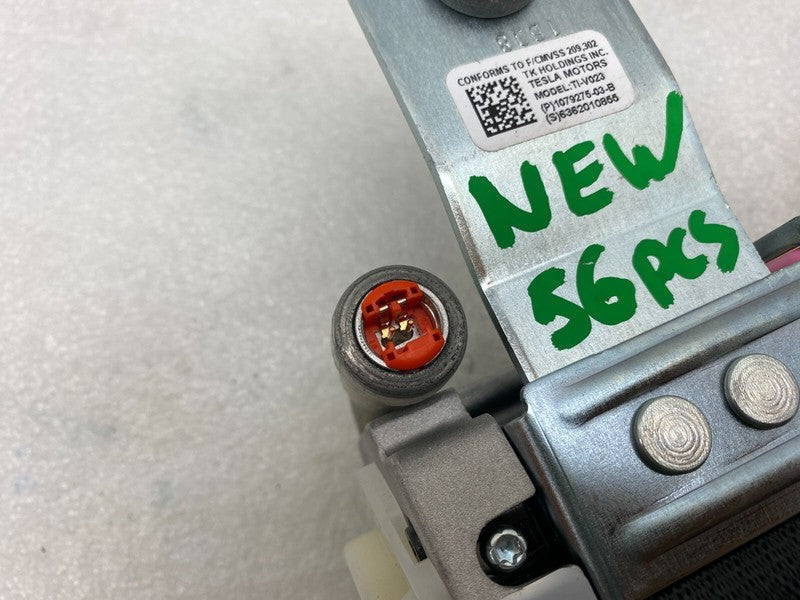 CONFORMS TO F/CMVSS 209,302
TK HOLDINGS INC.
TESLA MOTORS
MODEL:TI-V023
(P)1079275-03-B
(S)6362010855
NEW
56pcs